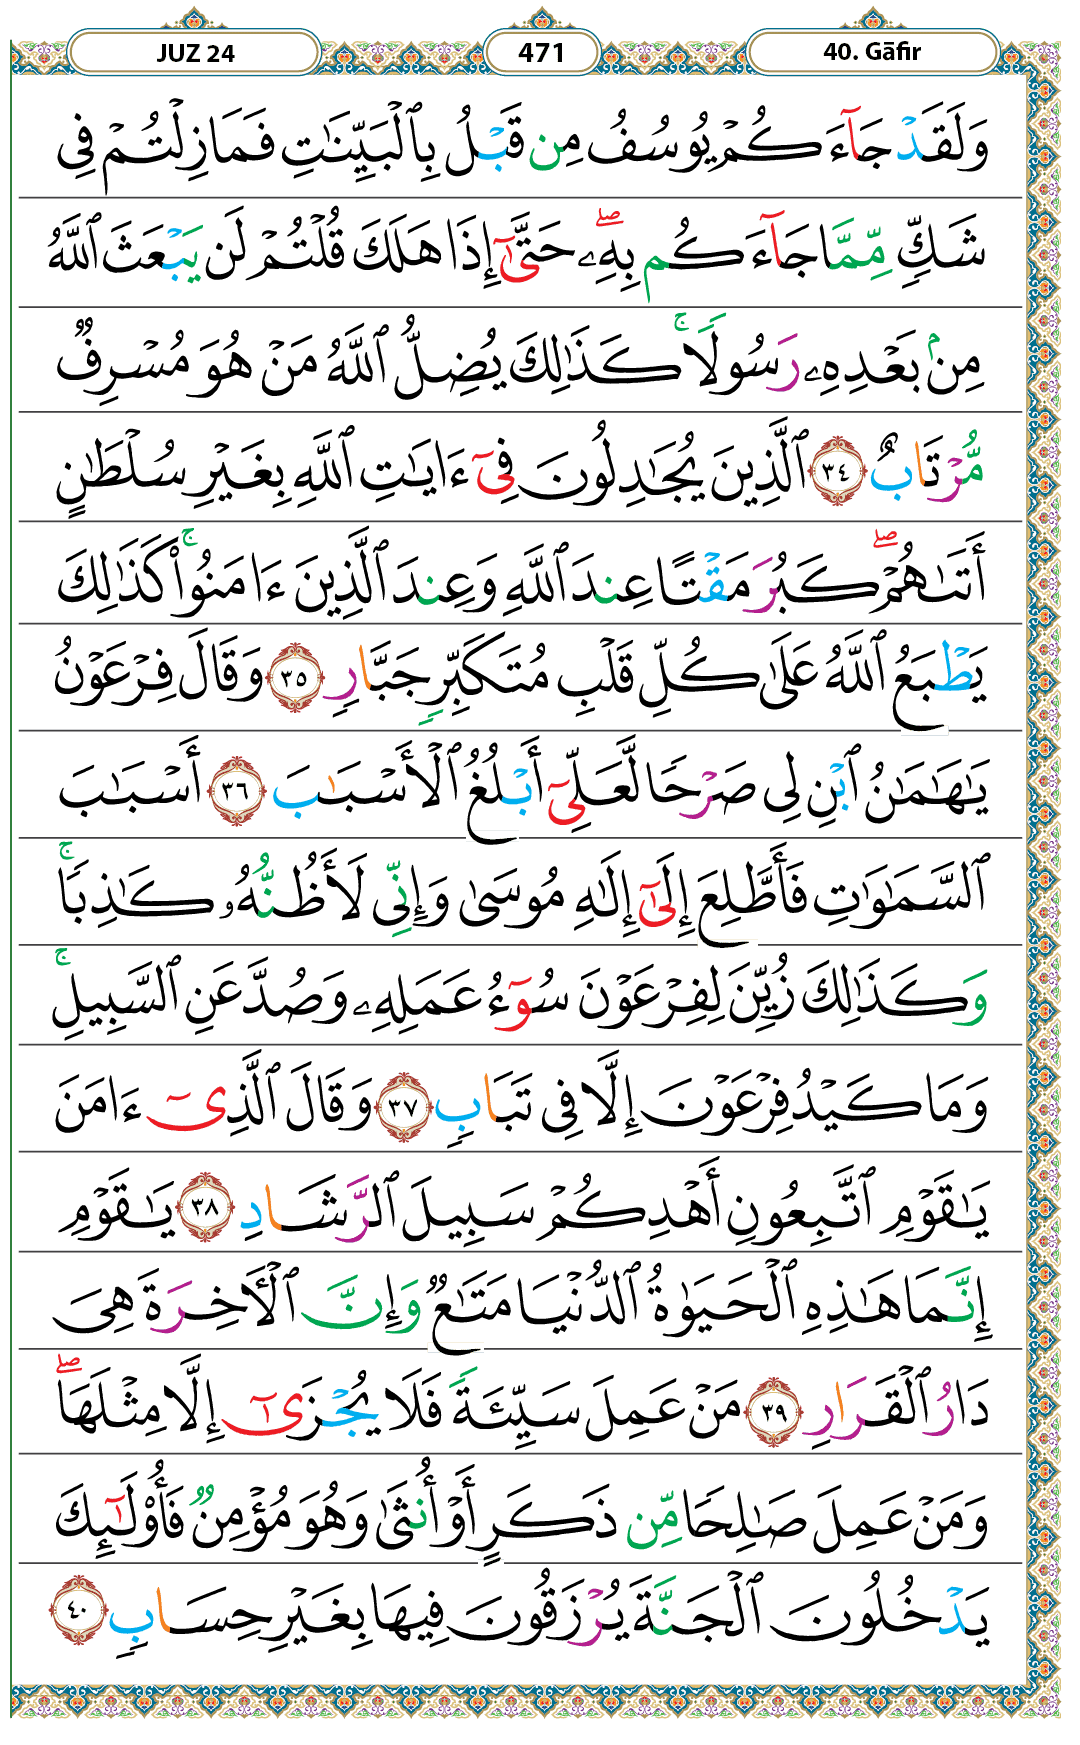 JUZ 24
471
40. Gāfir
وَلَقَدْ جَآءَكُمْ يُوسُفُ مِن قَبْلُ بِٱلْبَيِّنَٰتِ فَمَا زِلْتُمْ فِى
شَكٍّ مِّمَّا جَآءَكُم بِهِۦ ۖ حَتَّىٰٓ إِذَا هَلَكَ قُلْتُمْ لَن يَبْعَثَ ٱللَّهُ
مِنۢ بَعْدِهِۦ رَسُولًا ۚ كَذَٰلِكَ يُضِلُّ ٱللَّهُ مَنْ هُوَ مُسْرِفٌ
مُّرْتَابٌ ٣٤ ٱلَّذِينَ يُجَٰدِلُونَ فِىٓ ءَايَٰتِ ٱللَّهِ بِغَيْرِ سُلْطَٰنٍ
أَتَىٰهُمْ ۖ كَبُرَ مَقْتًا عِندَ ٱللَّهِ وَعِندَ ٱلَّذِينَ ءَامَنُوا۟ ۚ كَذَٰلِكَ
يَطْبَعُ ٱللَّهُ عَلَىٰ كُلِّ قَلْبِ مُتَكَبِّرٍ جَبَّارٍ ٣٥ وَقَالَ فِرْعَوْنُ
يَٰهَٰمَٰنُ ٱبْنِ لِى صَرْحًا لَّعَلِّىٓ أَبْلُغُ ٱلْأَسْبَٰبَ ٣٦ أَسْبَٰبَ
ٱلسَّمَٰوَٰتِ فَأَطَّلِعَ إِلَىٰٓ إِلَٰهِ مُوسَىٰ وَإِنِّى لَأَظُنُّهُۥ كَٰذِبًا ۚ
وَكَذَٰلِكَ زُيِّنَ لِفِرْعَوْنَ سُوٓءُ عَمَلِهِۦ وَصُدَّ عَنِ ٱلسَّبِيلِ ۚ
وَمَا كَيْدُ فِرْعَوْنَ إِلَّا فِى تَبَابٍ ٣٧ وَقَالَ ٱلَّذِىٓ ءَامَنَ
يَٰقَوْمِ ٱتَّبِعُونِ أَهْدِكُمْ سَبِيلَ ٱلرَّشَادِ ٣٨ يَٰقَوْمِ
إِنَّمَا هَٰذِهِ ٱلْحَيَوٰةُ ٱلدُّنْيَا مَتَٰعٌ وَإِنَّ ٱلْأَخِرَةَ هِىَ
دَارُ ٱلْقَرَارِ ٣٩ مَنْ عَمِلَ سَيِّئَةً فَلَا يُجْزَىٰٓ إِلَّا مِثْلَهَا ۖ
وَمَنْ عَمِلَ صَٰلِحًا مِّن ذَكَرٍ أَوْ أُنثَىٰ وَهُوَ مُؤْمِنٌ فَأُو۟لَٰٓئِكَ
يَدْخُلُونَ ٱلْجَنَّةَ يُرْزَقُونَ فِيهَا بِغَيْرِ حِسَابٍ ٤٠